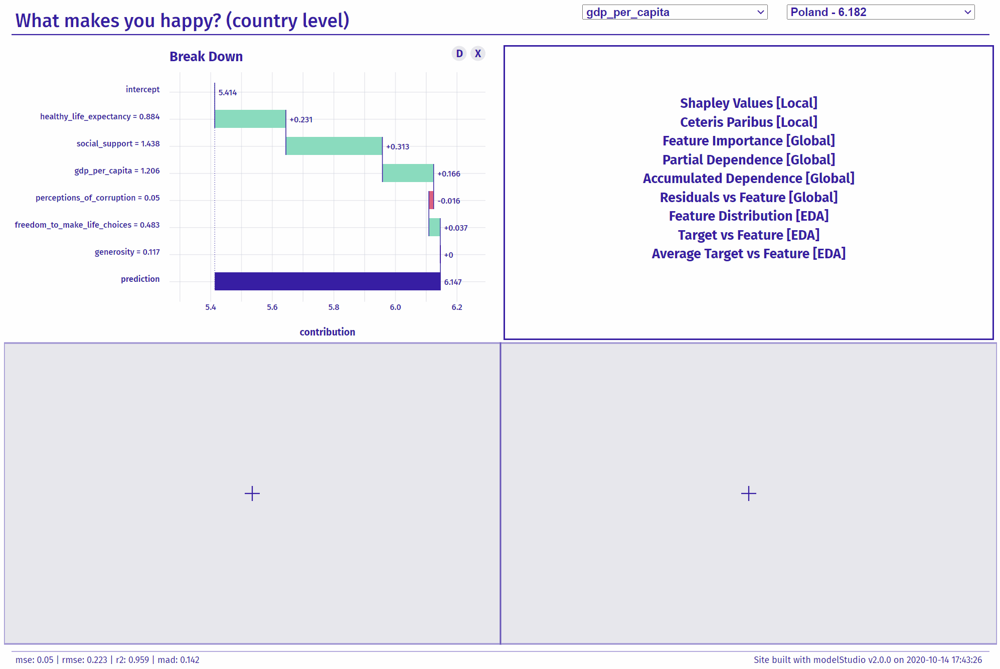 What makes you happy? (country level)
gdp_per_capita
Poland - 6.182
Break Down
D X
intercept
5.414
healthy_life_expectancy = 0.884
+0.231
social_support = 1.438
+0.313
gdp_per_capita = 1.206
+0.166
perceptions_of_corruption = 0.05
-0.016
freedom_to_make_life_choices = 0.483
+0.037
generosity = 0.117
+0
prediction
6.147
5.4 5.6 5.8 6.0 6.2
contribution
Shapley Values [Local]
Ceteris Paribus [Local]
Feature Importance [Global]
Partial Dependence [Global]
Accumulated Dependence [Global]
Residuals vs Feature [Global]
Feature Distribution [EDA]
Target vs Feature [EDA]
Average Target vs Feature [EDA]
mse: 0.05 | rmse: 0.223 | r2: 0.959 | mad: 0.142
Site built with modelStudio v2.0.0 on 2020-10-14 17:43:26